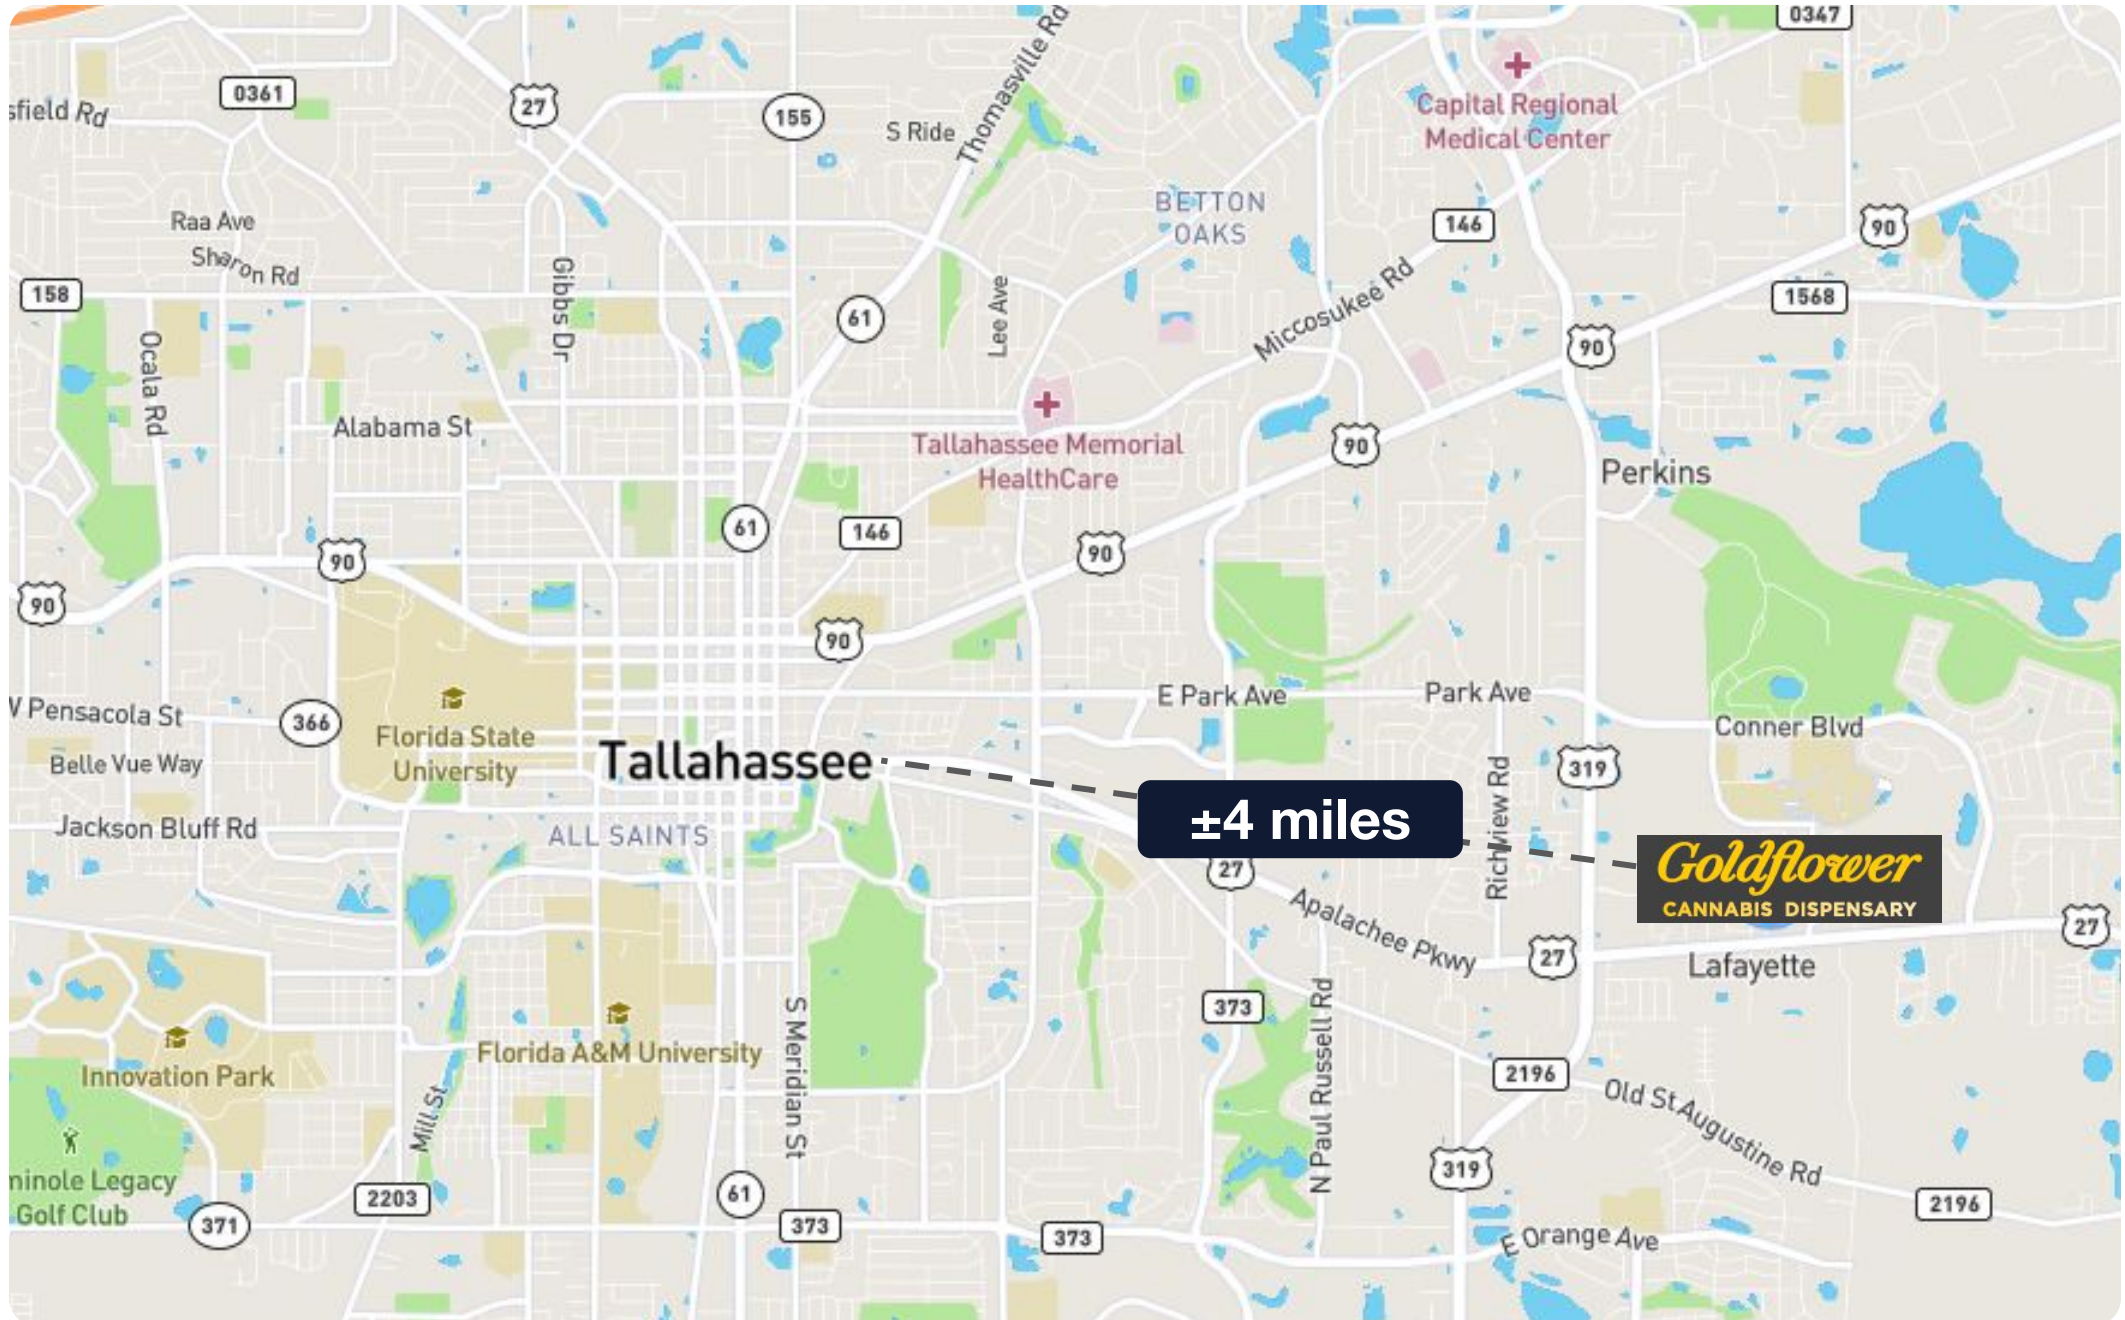 0347
0361
27
sfield Rd
155
S Ride
Thomasville Rd
Capital Regional
Medical Center
BETTON
OAKS
146
90
Raa Ave
Sharon Rd
158
Gibbs Dr
61
Lee Ave
Miccosukee Rd
1568
90
Ocala Rd
Alabama St
Tallahassee Memorial
HealthCare
90
Perkins
61
146
90
90
90
90
W Pensacola St
366
Florida State
University
E Park Ave
Park Ave
Conner Blvd
Belle Vue Way
Tallahassee
319
Richview Rd
±4 miles
Jackson Bluff Rd
ALL SAINTS
Goldflower
CANNABIS DISPENSARY
27
Apalachee Pkwy
27
27
Lafayette
373
S Meridian St
N Paul Russell Rd
Florida A&M University
Innovation Park
Mill St
2196
Old St Augustine Rd
minole Legacy
Golf Club
319
2203
61
371
373
373
2196
E Orange Ave